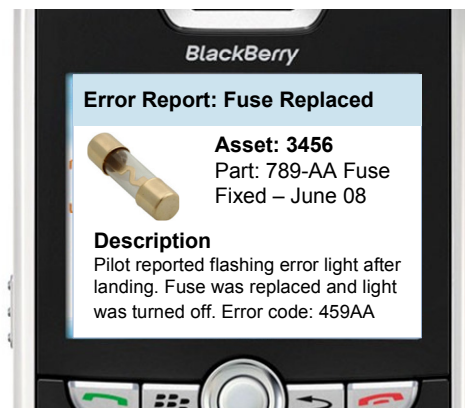 BlackBerry
Error Report: Fuse Replaced
Asset: 3456
Part: 789-AA Fuse
Fixed – June 08
Description
Pilot reported flashing error light after
landing. Fuse was replaced and light
was turned off. Error code: 459AA